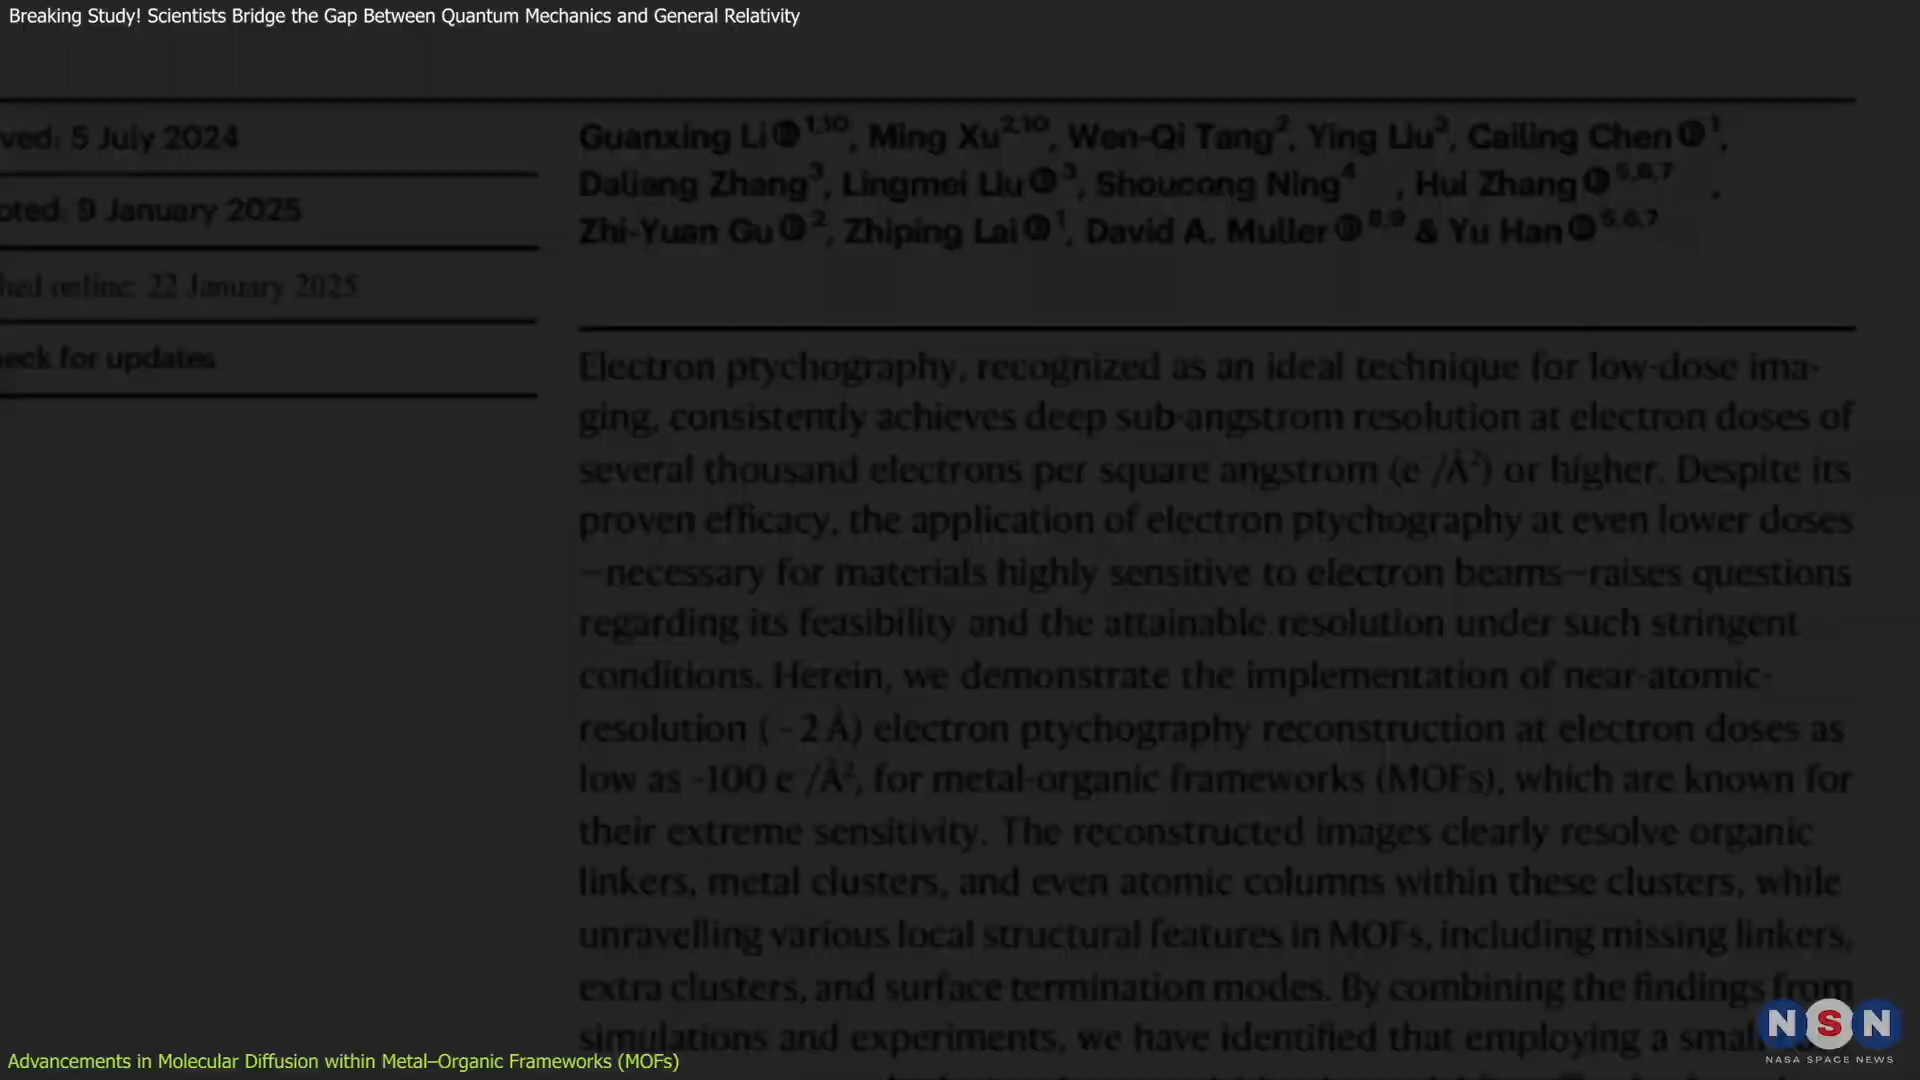 Breaking Study! Scientists Bridge the Gap Between Quantum Mechanics and General Relativity
ved: 5 July 2024
pted: 9 January 2025
hed online: 22 January 2025
eck for updates
Guanxing Li 1,10, Ming Xu2,10, Wen-Qi Tang2, Ying Liu3, Cailing Chen 1,
Daliang Zhang3, Lingmei Liu 3, Shoucong Ning4 , Hui Zhang 5,6,7 ,
Zhi-Yuan Gu 2, Zhiping Lai 1, David A. Muller 8,9 & Yu Han 5,6,7
Electron ptychography, recognized as an ideal technique for low-dose ima-
ging, consistently achieves deep sub-angstrom resolution at electron doses of
several thousand electrons per square angstrom (e⁻/Å²) or higher. Despite its
proven efficacy, the application of electron ptychography at even lower doses
—necessary for materials highly sensitive to electron beams—raises questions
regarding its feasibility and the attainable resolution under such stringent
conditions. Herein, we demonstrate the implementation of near-atomic-
resolution (~2 Å) electron ptychography reconstruction at electron doses as
low as ~100 e⁻/Å², for metal-organic frameworks (MOFs), which are known for
their extreme sensitivity. The reconstructed images clearly resolve organic
linkers, metal clusters, and even atomic columns within these clusters, while
unravelling various local structural features in MOFs, including missing linkers,
extra clusters, and surface termination modes. By combining the findings from
simulations and experiments, we have identified that employing a small
NSN
NASA SPACE NEWS
Advancements in Molecular Diffusion within Metal–Organic Frameworks (MOFs)